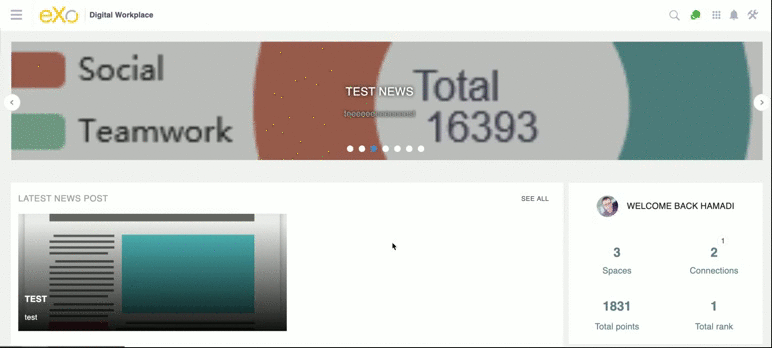 eXo Digital Workplace
Social
Teamwork
Total
16393
TEST NEWS
LATEST NEWS POST
SEE ALL
TEST
test
WELCOME BACK HAMADI
3
Spaces
2
1
Connections
1831
Total points
1
Total rank